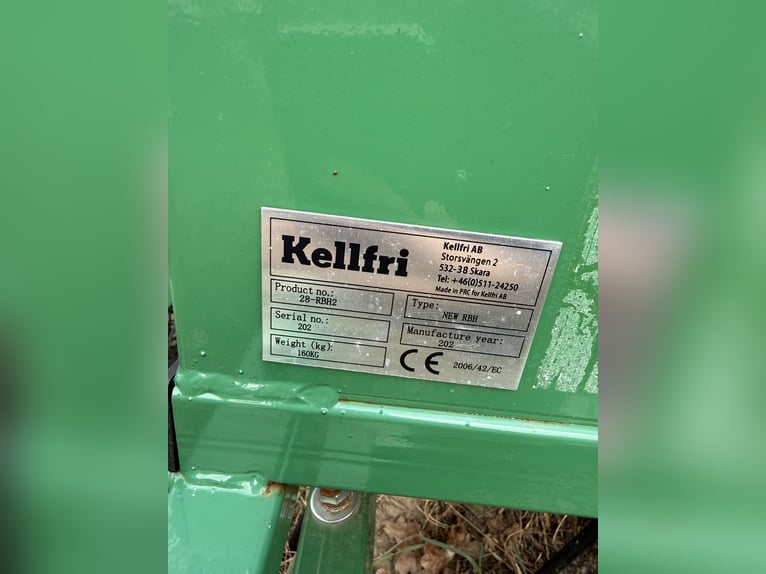 Kellfri
Kellfri AB
Storsvängen 2
532-38 Skara
Tel: +46(0)511-24250
Made in PRC for Kellfri AB
Product no.:
28-RBH2
Type:
NEW RBH
Serial no.:
202
Manufacture year:
202
Weight (kg):
160KG
CE
2006/42/EC